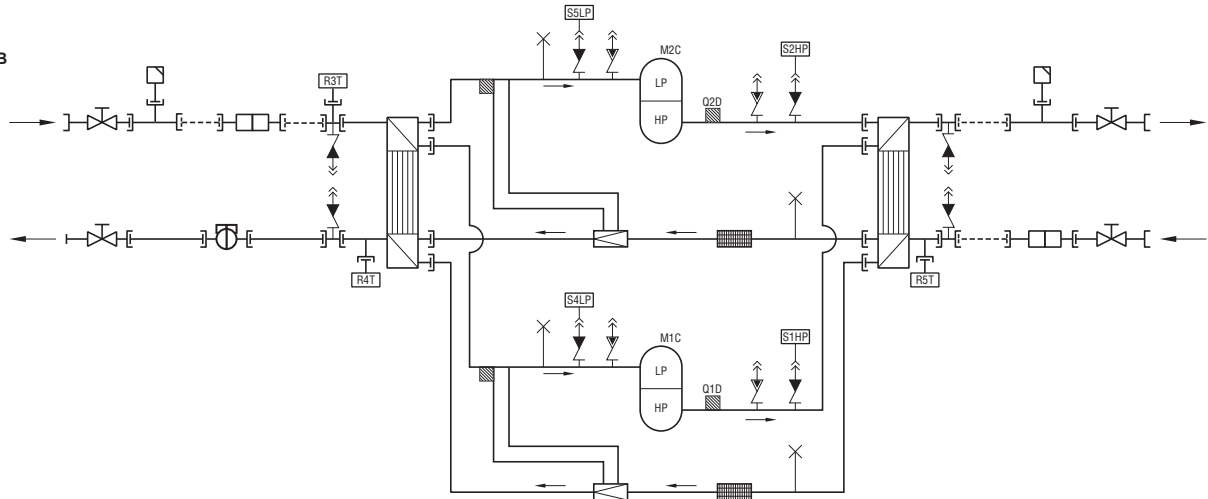 S5LP
M2C
S2HP
B
R3T
LP
Q2D
HP
R4T
R5T
S4LP
M1C
S1HP
LP
Q1D
HP